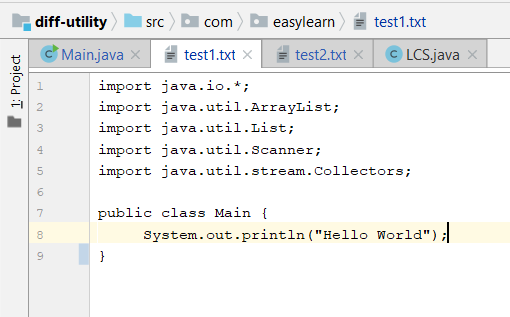 diff-utility src com easylearn test1.txt
Main.java test1.txt test2.txt LCS.java
1: Project
1 import java.io.*;
2 import java.util.ArrayList;
3 import java.util.List;
4 import java.util.Scanner;
5 import java.util.stream.Collectors;
6
7 public class Main {
8 System.out.println("Hello World");
9 }